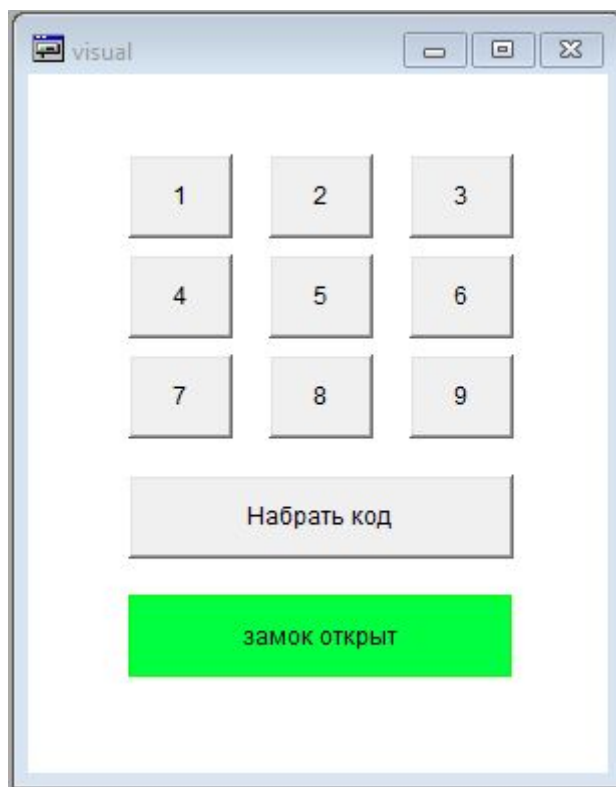 visual
1 2 3
4 5 6
7 8 9
Набрать код
замок открыт